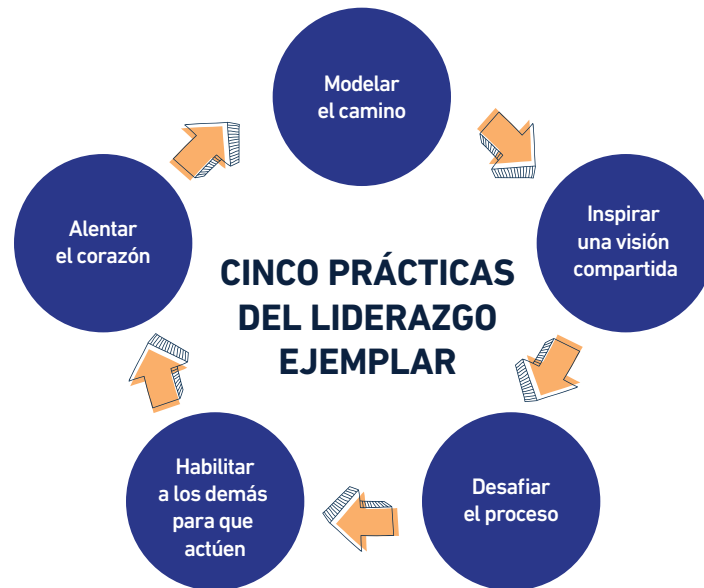 Modelar
el camino
Inspirar
una visión
compartida
Desafiar
el proceso
Habilitar
a los demás
para que
actúen
Alentar
el corazón
CINCO PRÁCTICAS
DEL LIDERAZGO
EJEMPLAR